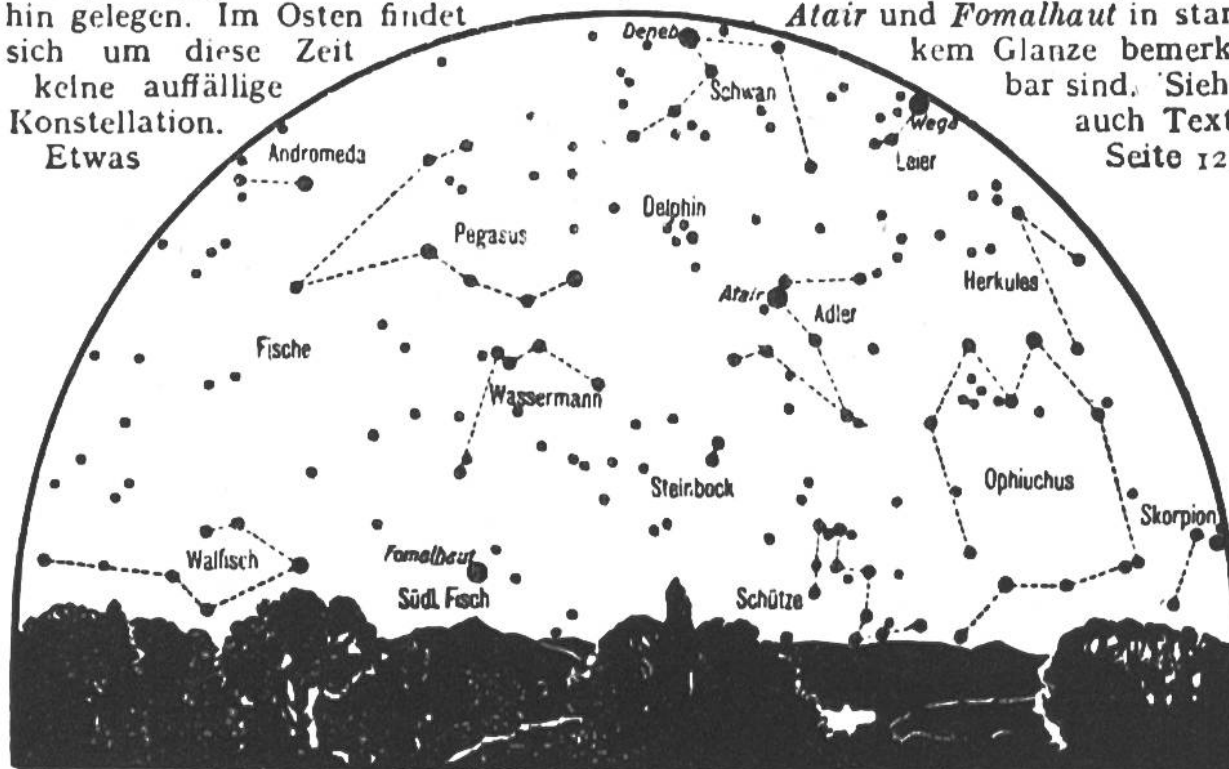 hin gelegen. Im Osten findet
sich um diese Zeit
keine auffällige
Konstellation.
Etwas
Atair und Fomalhaut in star
kem Glanze bemerk
bar sind. Sieh
auch Text
Seite 12
Deneb
Schwan
Wega
Leier
Andromeda
Delphin
Pegasus
Herkules
Atair
Adler
Fische
Wassermann
Steinbock
Ophiuchus
Skorpion
Walfisch
Fomalhaut
Südl. Fisch
Schütze